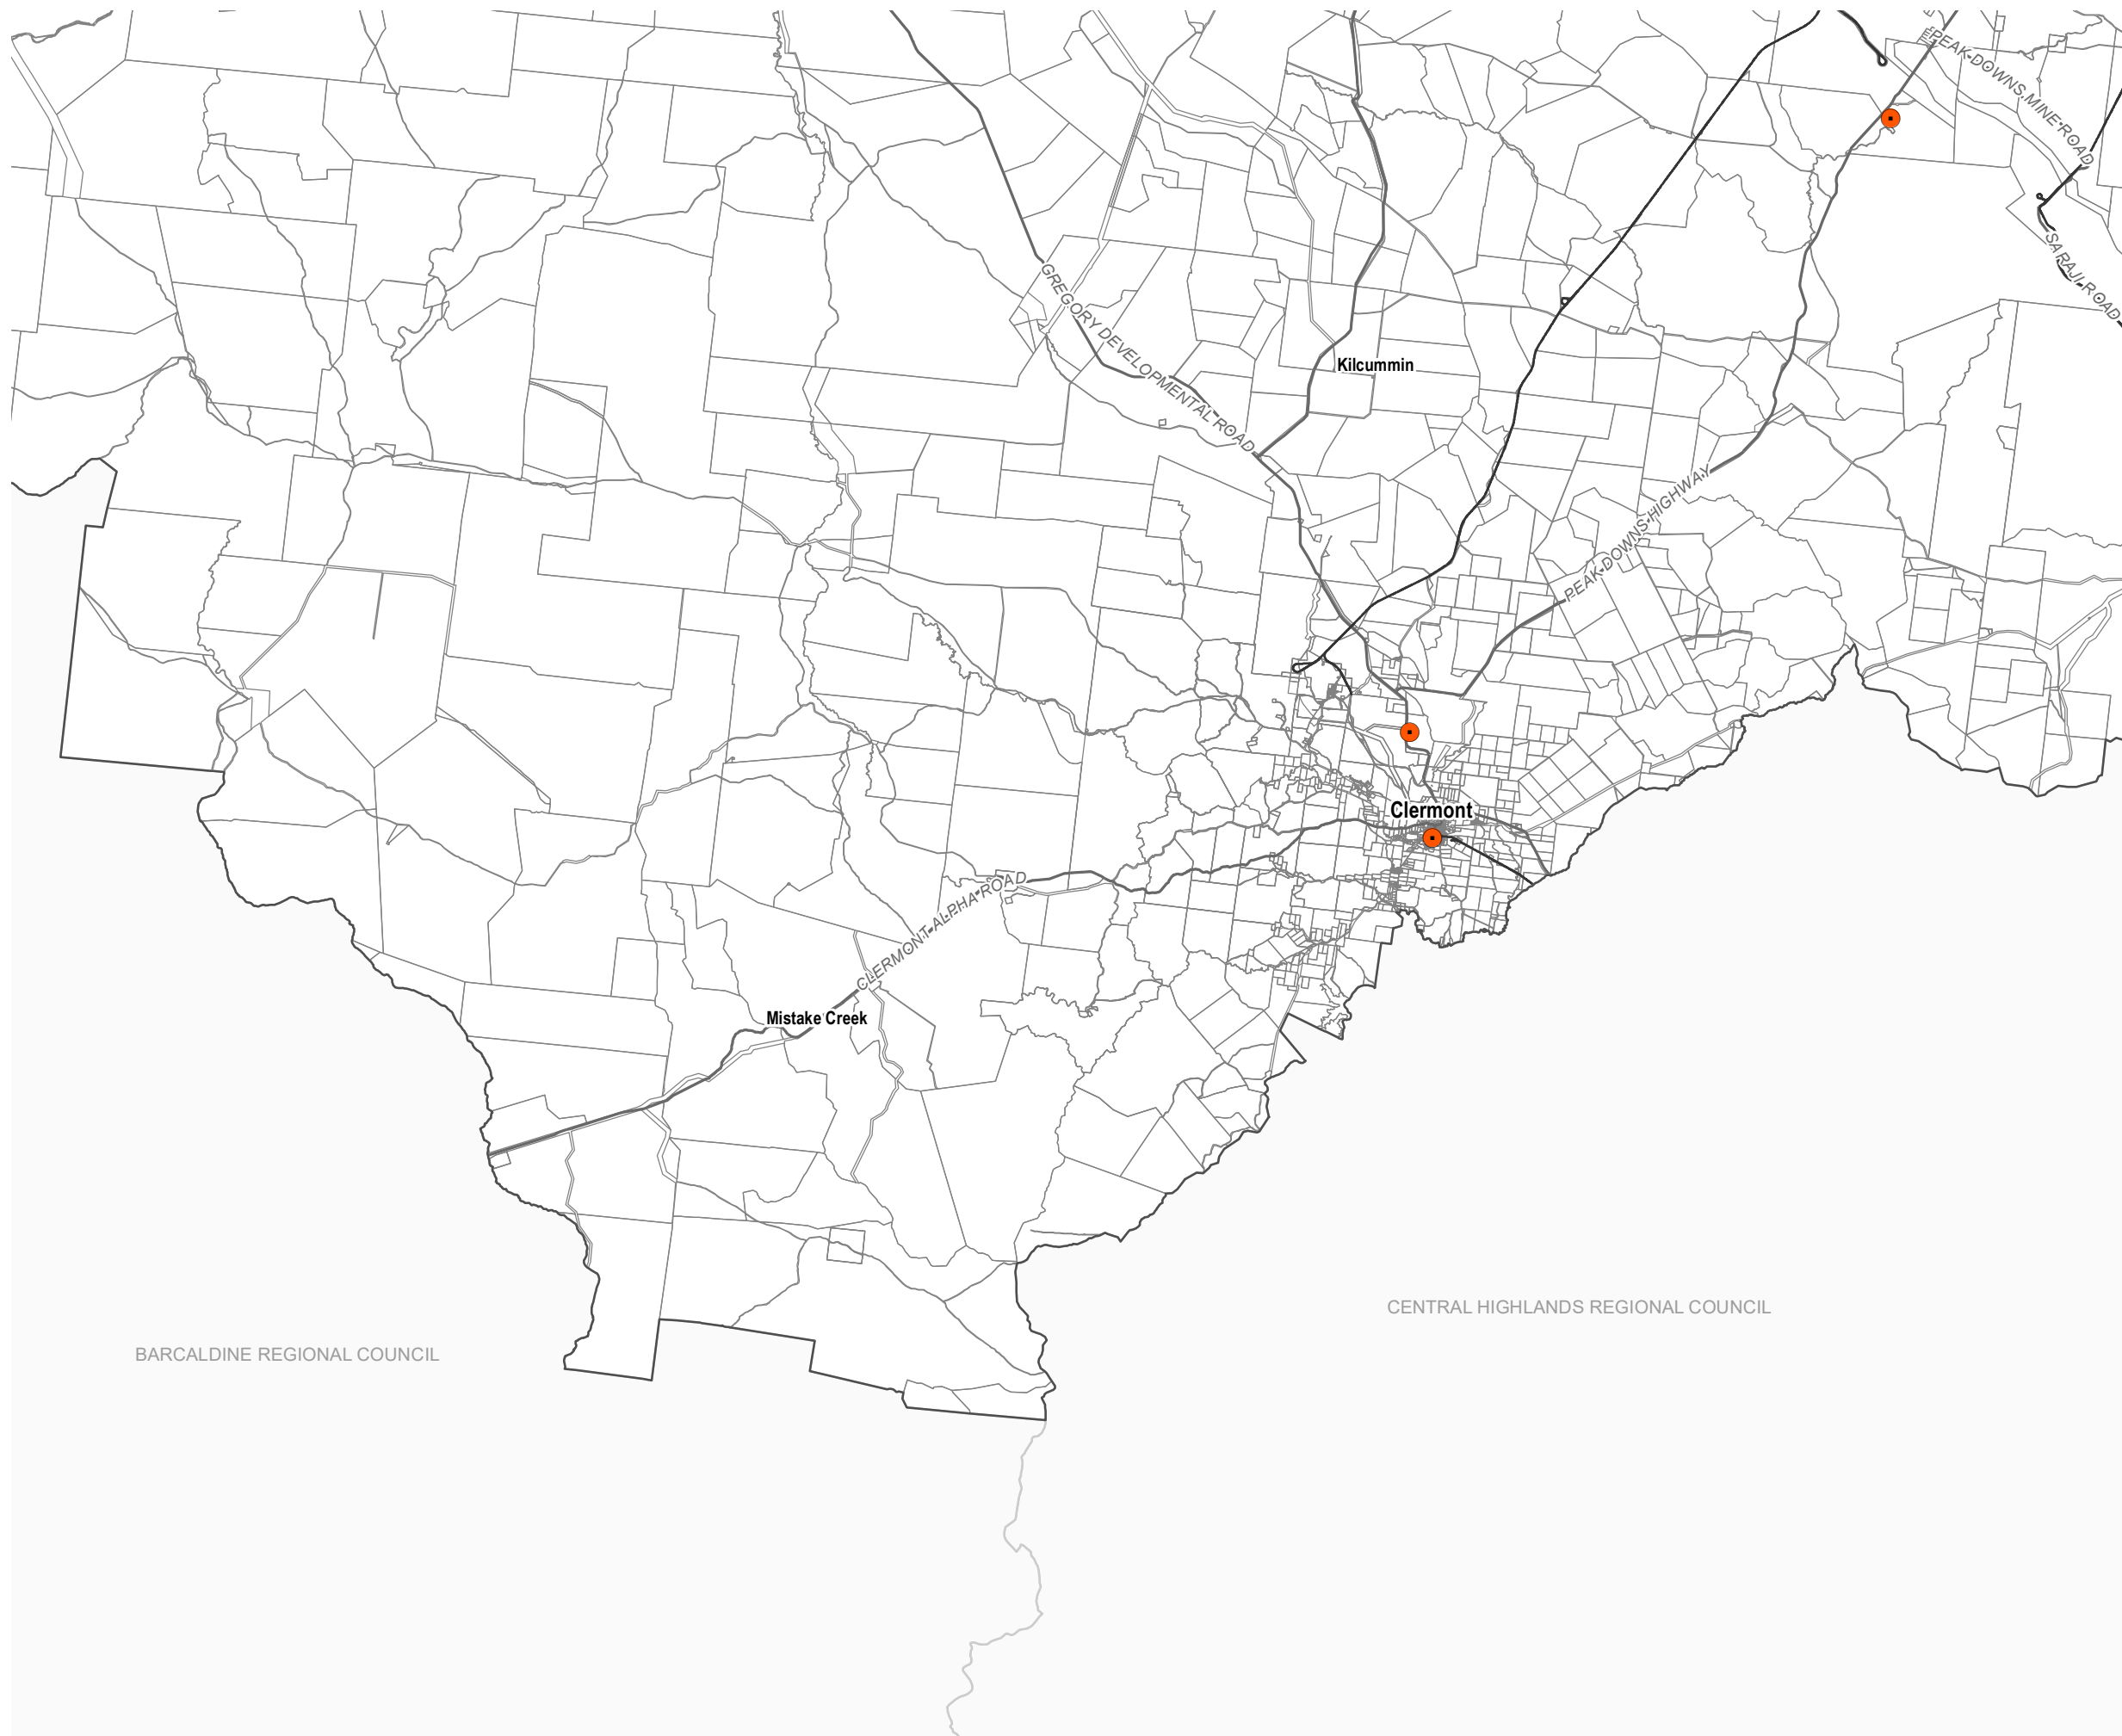 PEAK DOWNS MINE ROAD
SARAJI ROAD
GREGORY DEVELOPMENTAL ROAD
Kilcummin
PEAK DOWNS HIGHWAY
Clermont
CLERMONT ALPHA ROAD
Mistake Creek
CENTRAL HIGHLANDS REGIONAL COUNCIL
BARCALDINE REGIONAL COUNCIL